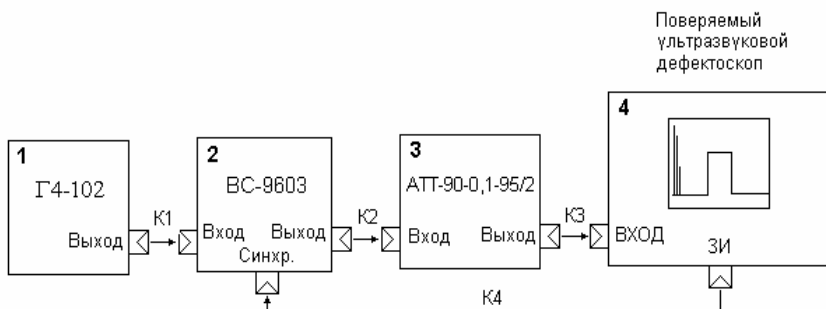 Поверяемый
ультразвуковой
дефектоскоп
1
Г4-102
Выход
К1
2
ВС-9603
Вход Выход
Синхр.
К2
3
АТТ-90-0,1-95/2
Вход Выход
К3
4
ВХОД
ЗИ
К4